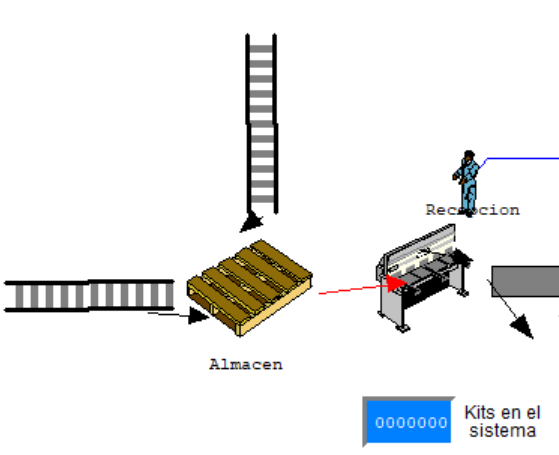 Recepcion
Almacen
0000000
Kits en el
sistema